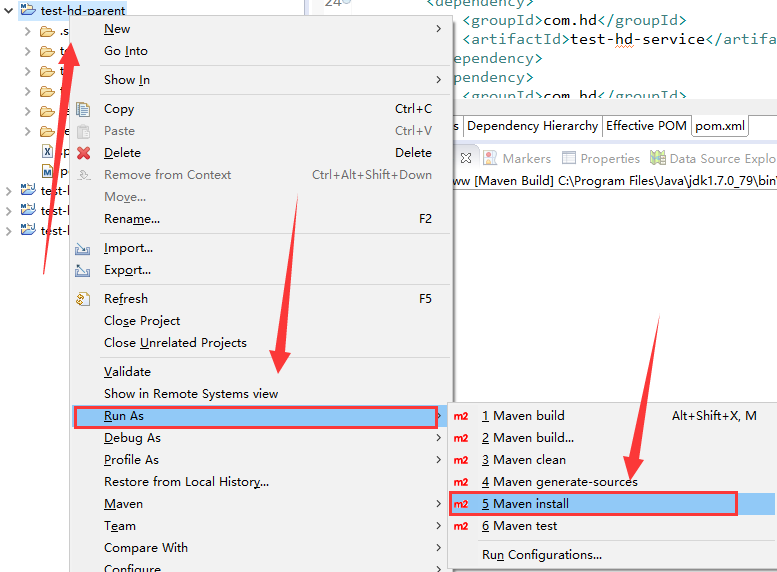 test-hd-parent
.s
New
Go Into
Show In
Copy Ctrl+C
Paste Ctrl+V
Delete Delete
Remove from Context Ctrl+Alt+Shift+Down
Move...
Rename... F2
Import...
Export...
Refresh F5
Close Project
Close Unrelated Projects
Validate
Show in Remote Systems view
Run As
Debug As
Profile As
Restore from Local History...
Maven
Team
Compare With
Configure
24
<dependency>
<groupId>com.hd</groupId>
<artifactId>test-hd-service</artifa
ependency>
pendency>
<groupId>com.hd</groupId>
s Dependency Hierarchy Effective POM pom.xml
Markers Properties Data Source Explo
ww [Maven Build] C:\Program Files\Java\jdk1.7.0_79\bin\
m2 1 Maven build Alt+Shift+X, M
m2 2 Maven build...
m2 3 Maven clean
m2 4 Maven generate-sources
m2 5 Maven install
m2 6 Maven test
Run Configurations...